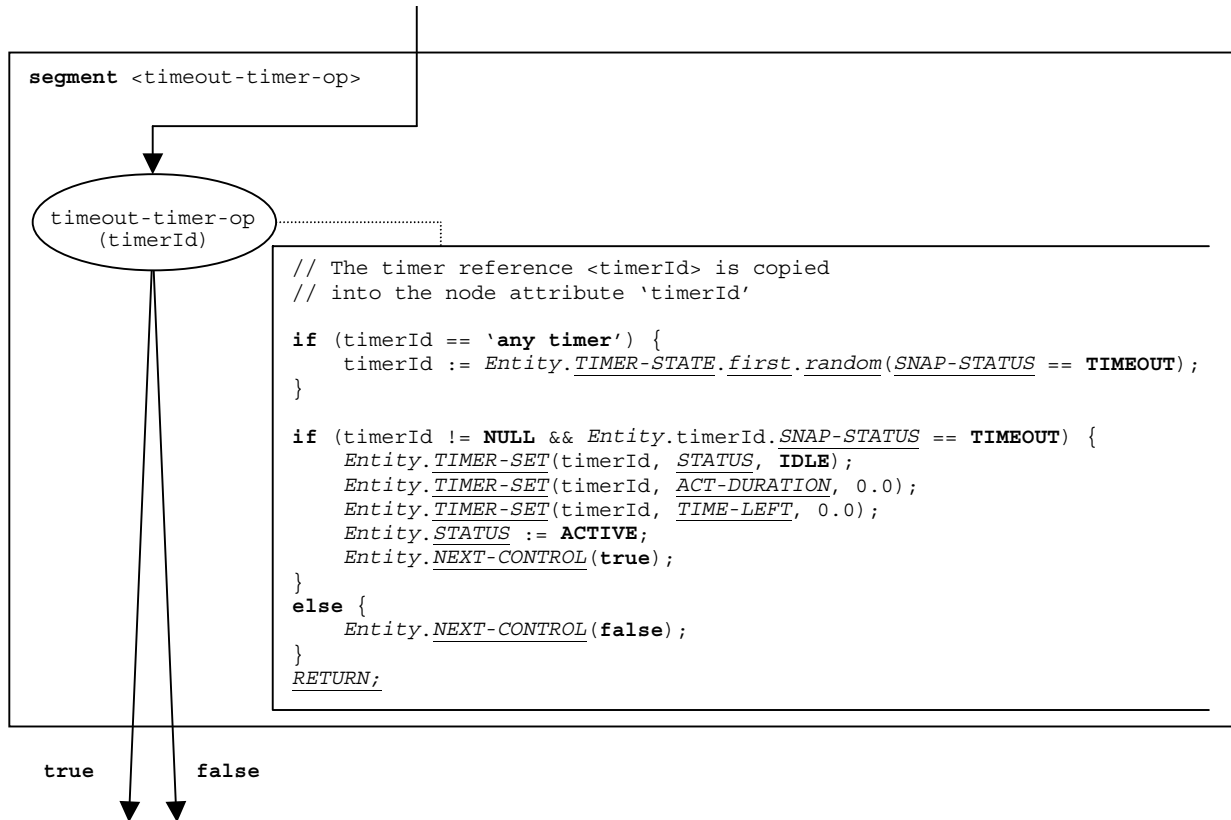 segment <timeout-timer-op>
timeout-timer-op
(timerId)
// The timer reference <timerId> is copied
// into the node attribute ‘timerId’
if (timerId == ‘any timer’) {
timerId := Entity.TIMER-STATE.first.random(SNAP-STATUS == TIMEOUT);
}
if (timerId != NULL && Entity.timerId.SNAP-STATUS == TIMEOUT) {
Entity.TIMER-SET(timerId, STATUS, IDLE);
Entity.TIMER-SET(timerId, ACT-DURATION, 0.0);
Entity.TIMER-SET(timerId, TIME-LEFT, 0.0);
Entity.STATUS := ACTIVE;
Entity.NEXT-CONTROL(true);
}
else {
Entity.NEXT-CONTROL(false);
}
RETURN;
true false